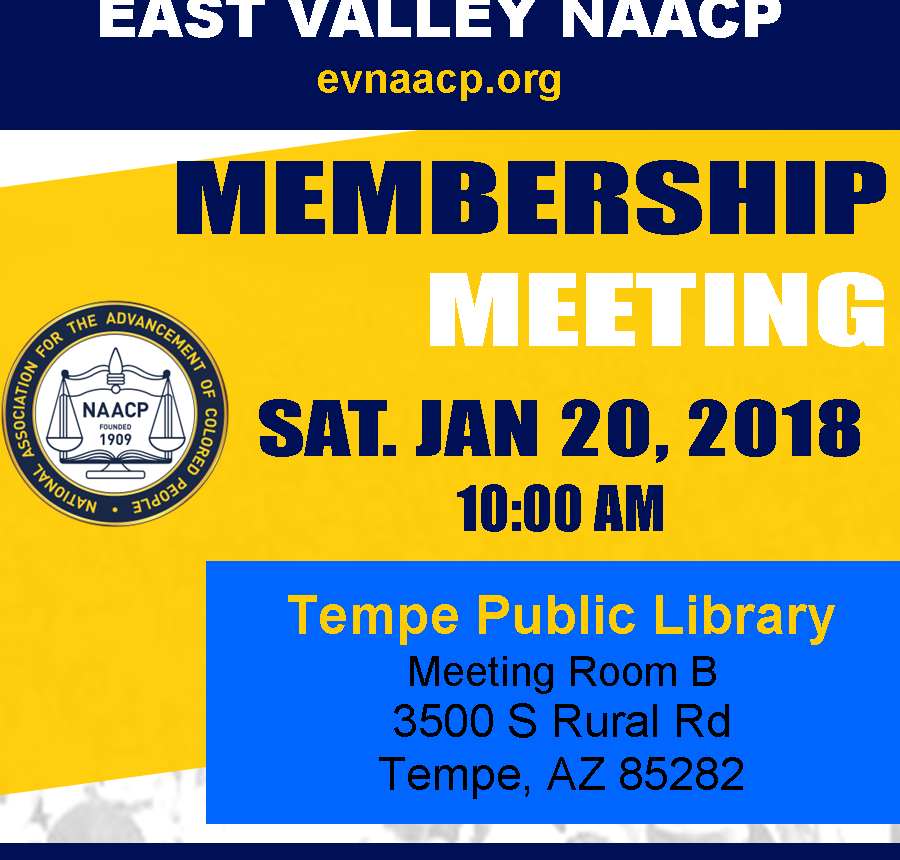 EAST VALLEY NAACP
evnaacp.org
MEMBERSHIP
MEETING
NATIONAL ASSOCIATION FOR THE ADVANCEMENT OF COLORED PEOPLE •
NAACP
FOUNDED
1909
SAT. JAN 20, 2018
10:00 AM
Tempe Public Library
Meeting Room B
3500 S Rural Rd
Tempe, AZ 85282